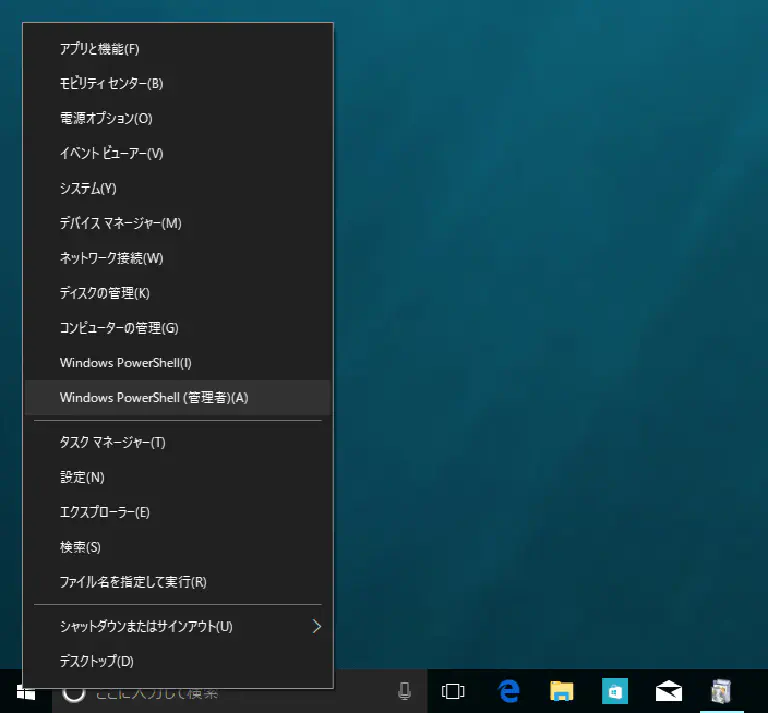 アプリと機能(F)
モビリティ センター(B)
電源オプション(O)
イベント ビューアー(V)
システム(Y)
デバイス マネージャー(M)
ネットワーク接続(W)
ディスクの管理(K)
コンピューターの管理(G)
Windows PowerShell(I)
Windows PowerShell (管理者)(A)
タスク マネージャー(T)
設定(N)
エクスプローラー(E)
検索(S)
ファイル名を指定して実行(R)
シャットダウンまたはサインアウト(U)
デスクトップ(D)
ここに入力して検索